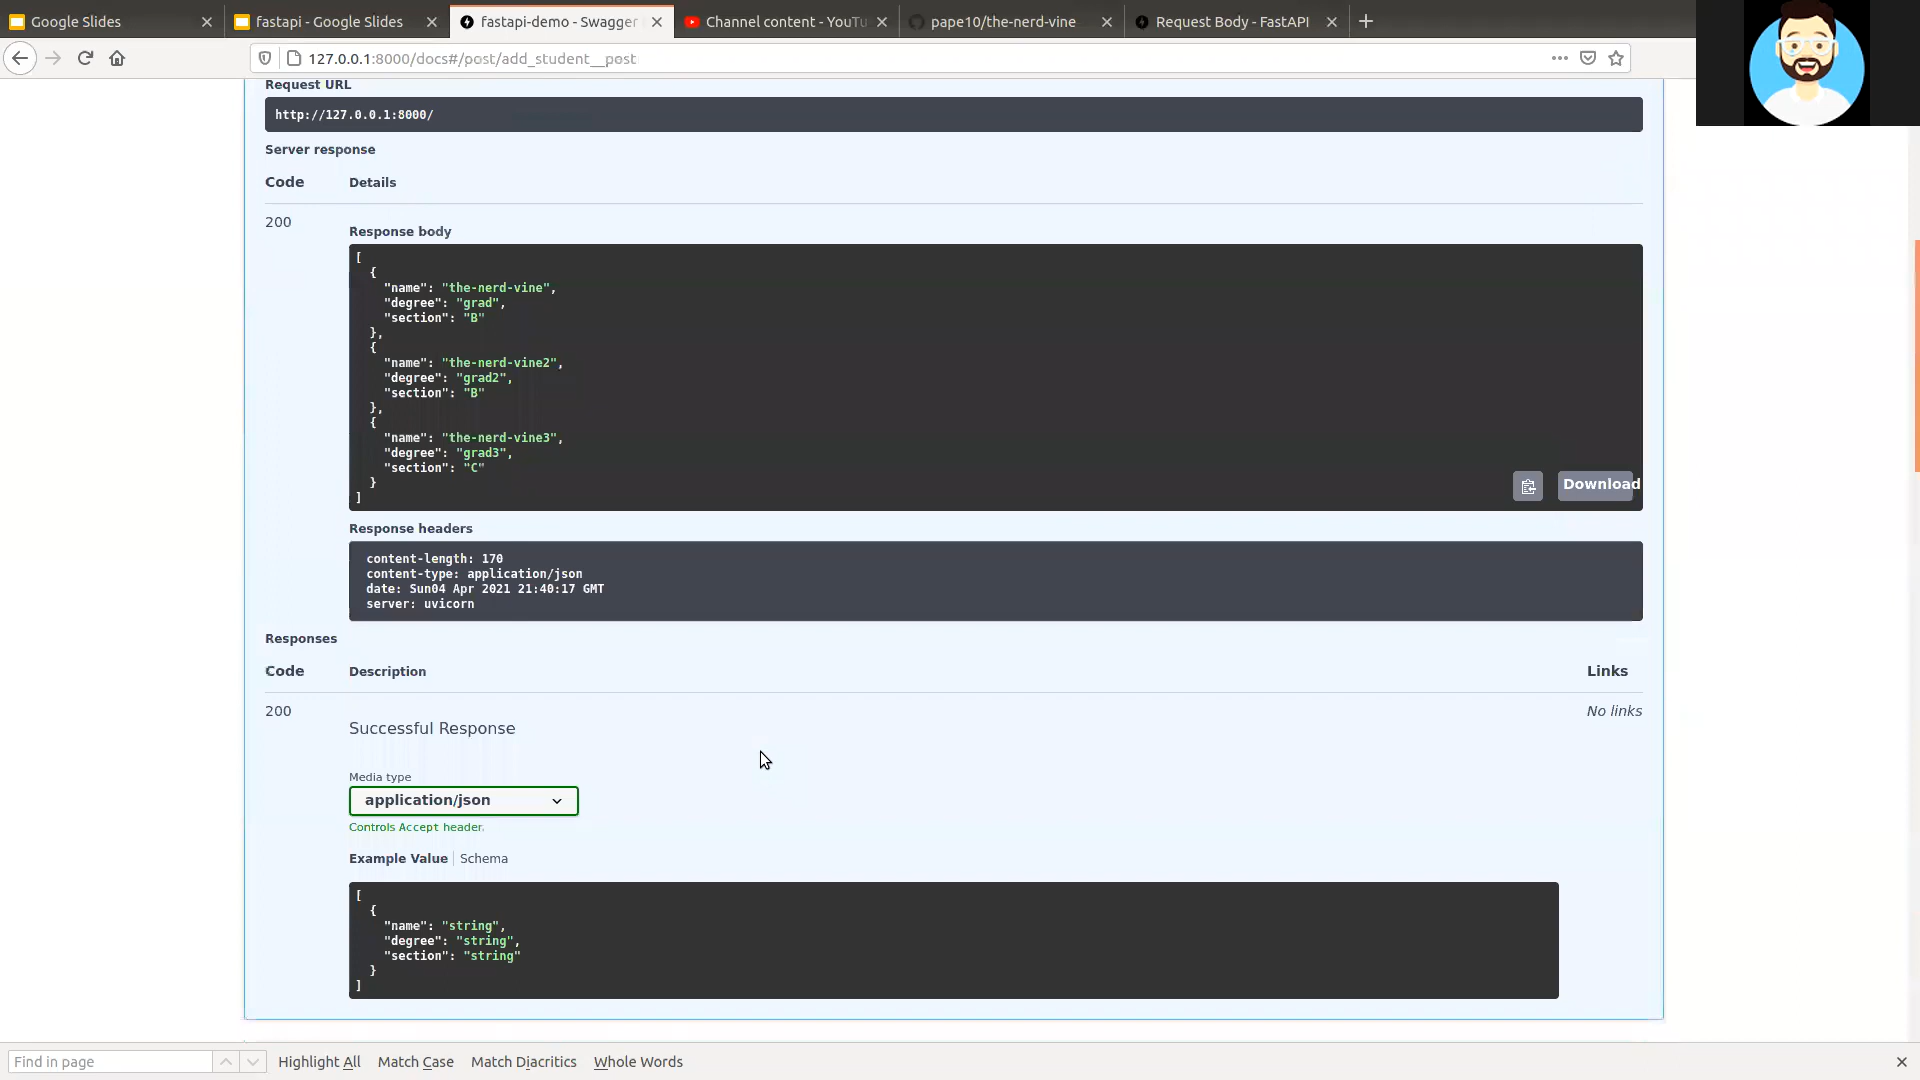 Google Slides
fastapi - Google Slides
fastapi-demo - Swagger
Channel content - YouTu
pape10/the-nerd-vine
Request Body - FastAPI
127.0.0.1:8000/docs#/post/add_student__post
Request URL
http://127.0.0.1:8000/
Server response
Code Details
200
Response body
[
{
"name": "the-nerd-vine",
"degree": "grad",
"section": "B"
},
{
"name": "the-nerd-vine2",
"degree": "grad2",
"section": "B"
},
{
"name": "the-nerd-vine3",
"degree": "grad3",
"section": "C"
}
]
Download
Response headers
content-length: 170
content-type: application/json
date: Sun04 Apr 2021 21:40:17 GMT
server: uvicorn
Responses
Code Description Links
200
Successful Response
No links
Media type
application/json
Controls Accept header.
Example Value Schema
[
{
"name": "string",
"degree": "string",
"section": "string"
}
]
Find in page Highlight All Match Case Match Diacritics Whole Words